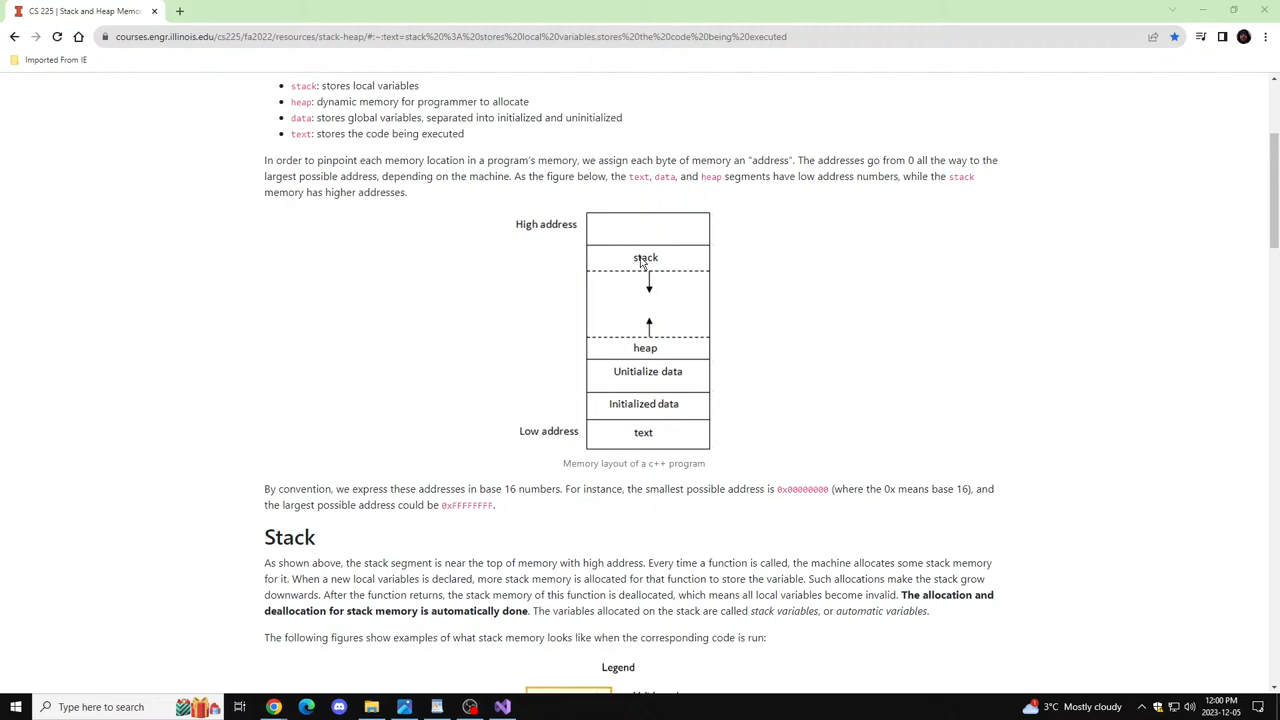 CS 225 | Stack and Heap Memo
courses.engr.illinois.edu/cs225/fa2022/resources/stack-heap/#:~:text=stack%20%3A%20stores%20local%20variables.stores%20the%20code%20being%20executed
Imported From IE
stack: stores local variables
heap: dynamic memory for programmer to allocate
data: stores global variables, separated into initialized and uninitialized
text: stores the code being executed
In order to pinpoint each memory location in a program's memory, we assign each byte of memory an "address". The addresses go from 0 all the way to the
largest possible address, depending on the machine. As the figure below, the text, data, and heap segments have low address numbers, while the stack
memory has higher addresses.
High address
stack
heap
Unitialize data
Initialized data
Low address text
Memory layout of a c++ program
By convention, we express these addresses in base 16 numbers. For instance, the smallest possible address is 0x00000000 (where the 0x means base 16), and
the largest possible address could be 0xFFFFFFFF.
Stack
As shown above, the stack segment is near the top of memory with high address. Every time a function is called, the machine allocates some stack memory
for it. When a new local variables is declared, more stack memory is allocated for that function to store the variable. Such allocations make the stack grow
downwards. After the function returns, the stack memory of this function is deallocated, which means all local variables become invalid. The allocation and
deallocation for stack memory is automatically done. The variables allocated on the stack are called stack variables, or automatic variables.
The following figures show examples of what stack memory looks like when the corresponding code is run:
Legend
Type here to search
3°C Mostly cloudy
12:00 PM
2023-12-05